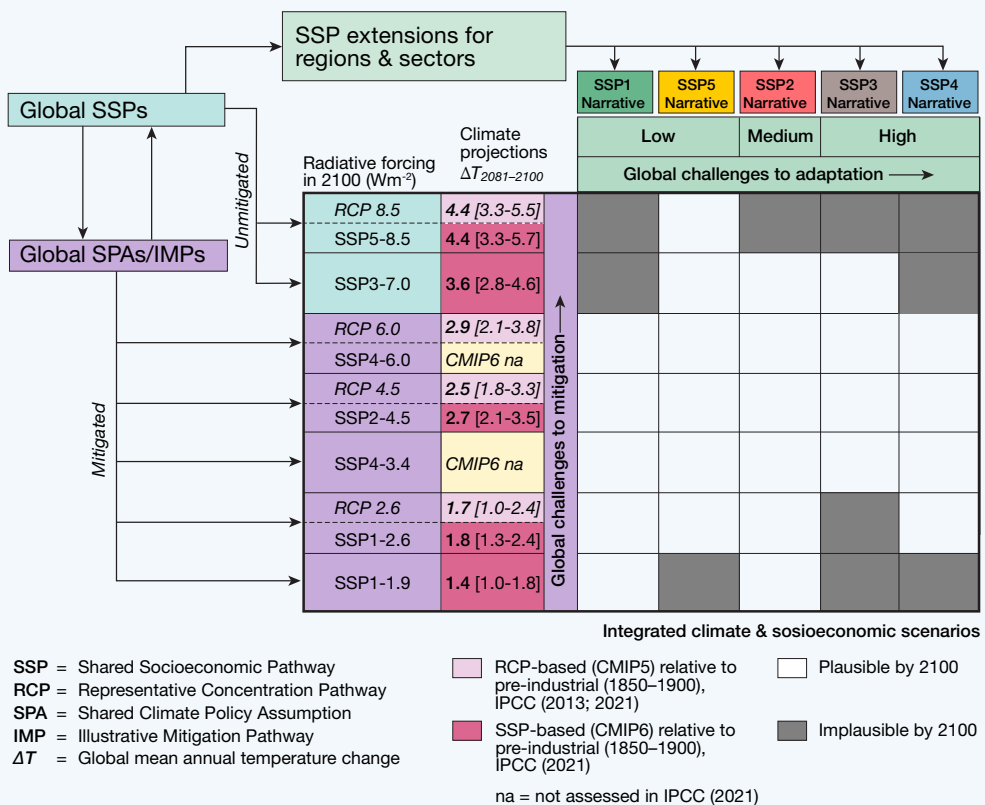 SSP extensions for
regions & sectors
SSP1
Narrative
SSP5
Narrative
SSP2
Narrative
SSP3
Narrative
SSP4
Narrative
Global SSPs
Low
Medium
High
Global challenges to adaptation
Unmitigated
Radiative forcing
in 2100 (Wm-2)
Climate
projections
ΔT2081–2100
Global SPAs/IMPs
Mitigated
RCP 8.5 4.4 [3.3-5.5]
SSP5-8.5 4.4 [3.3-5.7]
SSP3-7.0 3.6 [2.8-4.6]
RCP 6.0 2.9 [2.1-3.8]
SSP4-6.0 CMIP6 na
RCP 4.5 2.5 [1.8-3.3]
SSP2-4.5 2.7 [2.1-3.5]
SSP4-3.4 CMIP6 na
RCP 2.6 1.7 [1.0-2.4]
SSP1-2.6 1.8 [1.3-2.4]
SSP1-1.9 1.4 [1.0-1.8]
Global challenges to mitigation
Integrated climate & sosioeconomic scenarios
SSP = Shared Socioeconomic Pathway
RCP = Representative Concentration Pathway
SPA = Shared Climate Policy Assumption
IMP = Illustrative Mitigation Pathway
ΔT = Global mean annual temperature change
RCP-based (CMIP5) relative to
pre-industrial (1850–1900),
IPCC (2013; 2021)
SSP-based (CMIP6) relative to
pre-industrial (1850–1900),
IPCC (2021)
na = not assessed in IPCC (2021)
Plausible by 2100
Implausible by 2100